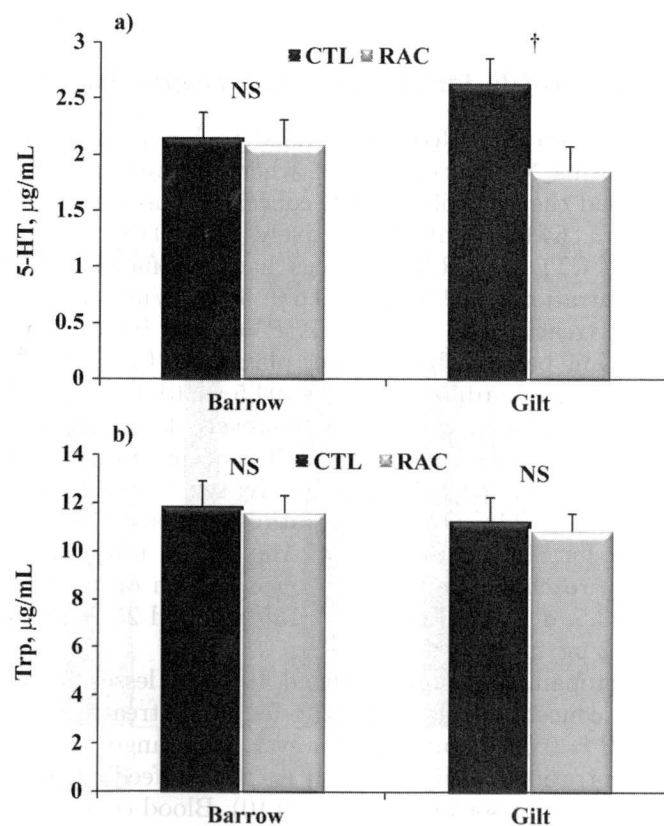 a)
CTL RAC
†
NS
3
2.5
2
1.5
1
0.5
0
5-HT, µg/mL
Barrow Gilt
b)
CTL RAC
NS
NS
14
12
10
8
6
4
2
0
Trp, µg/mL
Barrow Gilt